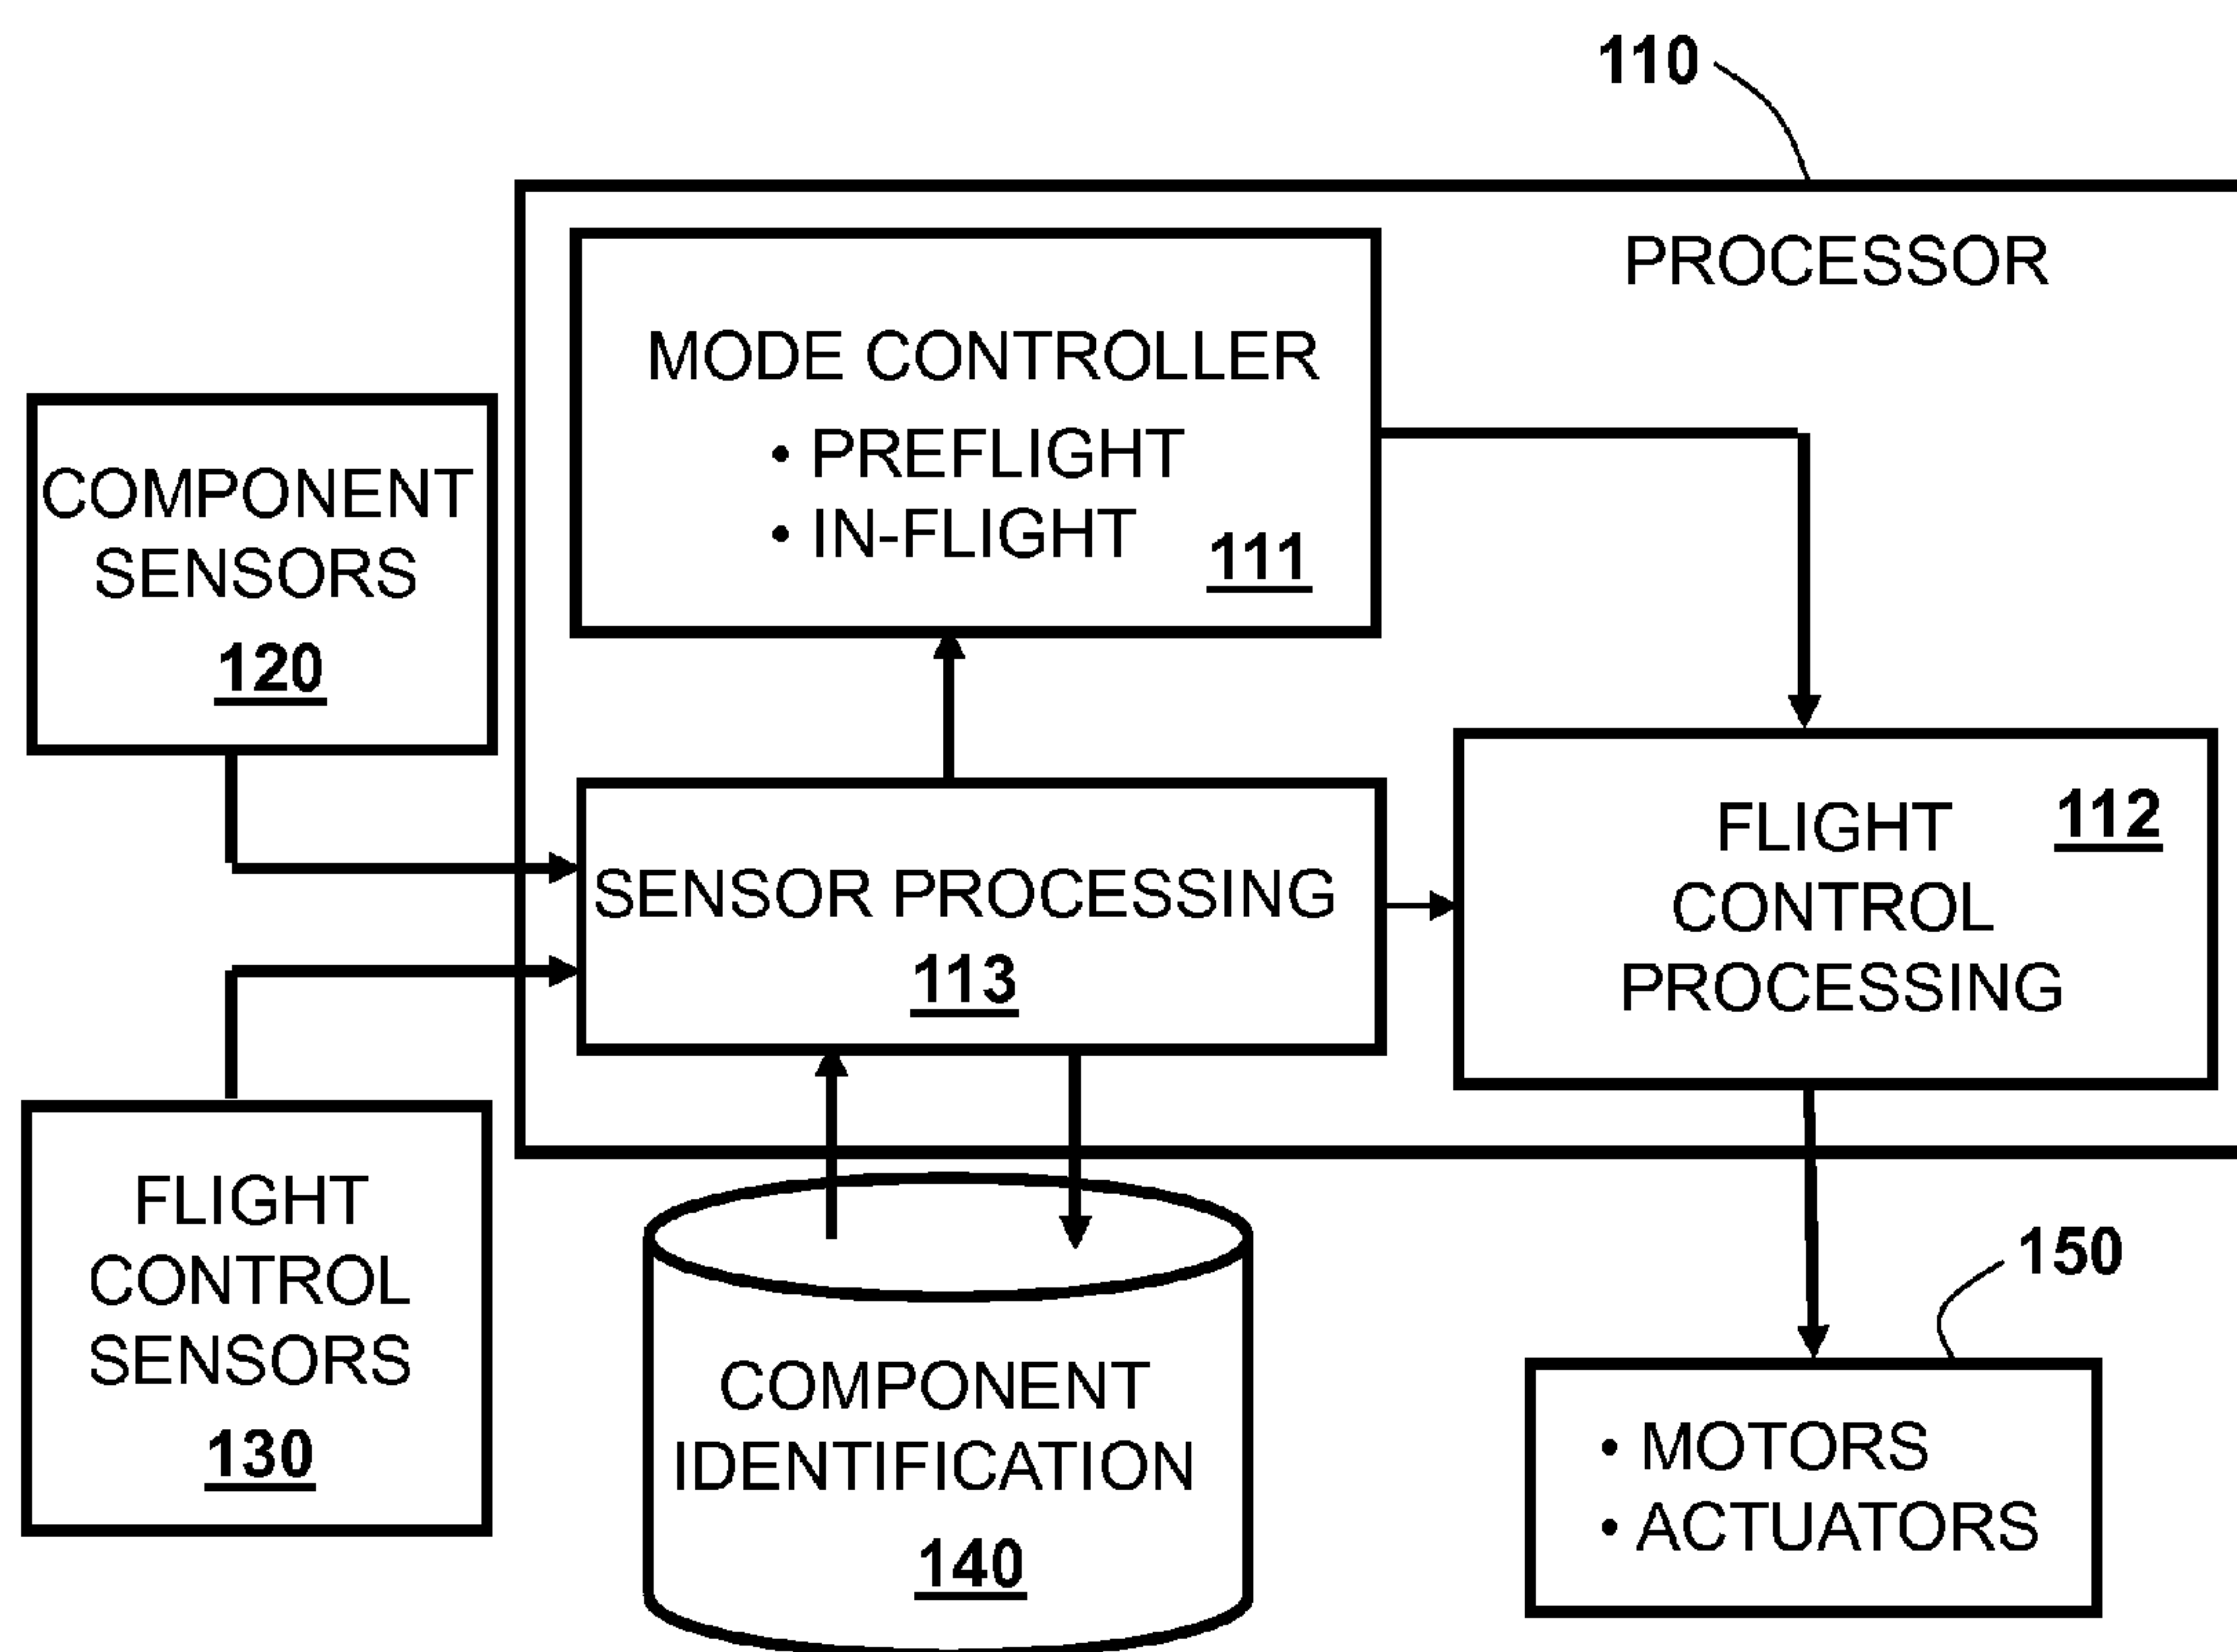 110
PROCESSOR
MODE CONTROLLER
• PREFLIGHT
• IN-FLIGHT
111
COMPONENT
SENSORS
120
SENSOR PROCESSING
113
FLIGHT
112
CONTROL
PROCESSING
FLIGHT
CONTROL
SENSORS
130
COMPONENT
IDENTIFICATION
140
150
• MOTORS
• ACTUATORS